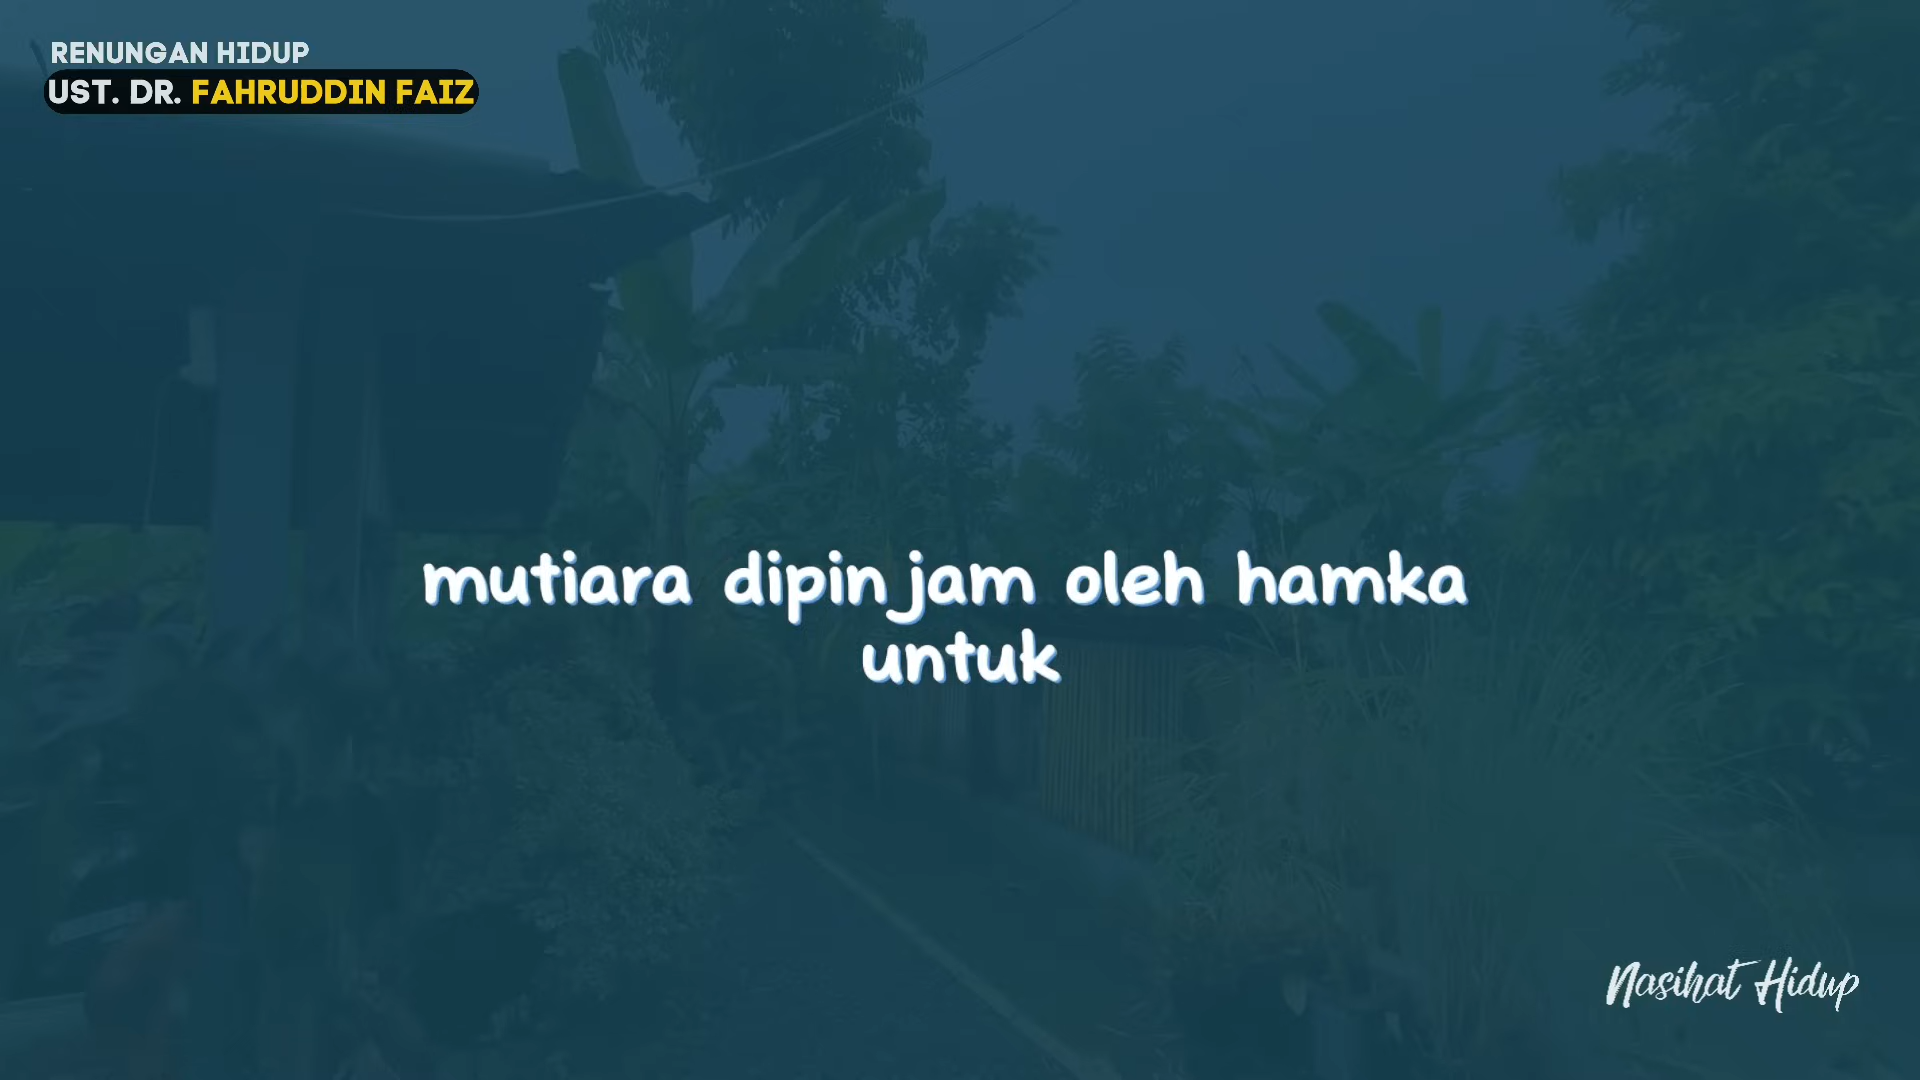 RENUNGAN HIDUP
UST. DR. FAHRUDDIN FAIZ
mutiara dipinjam oleh hamka
untuk
Nasihat Hidup